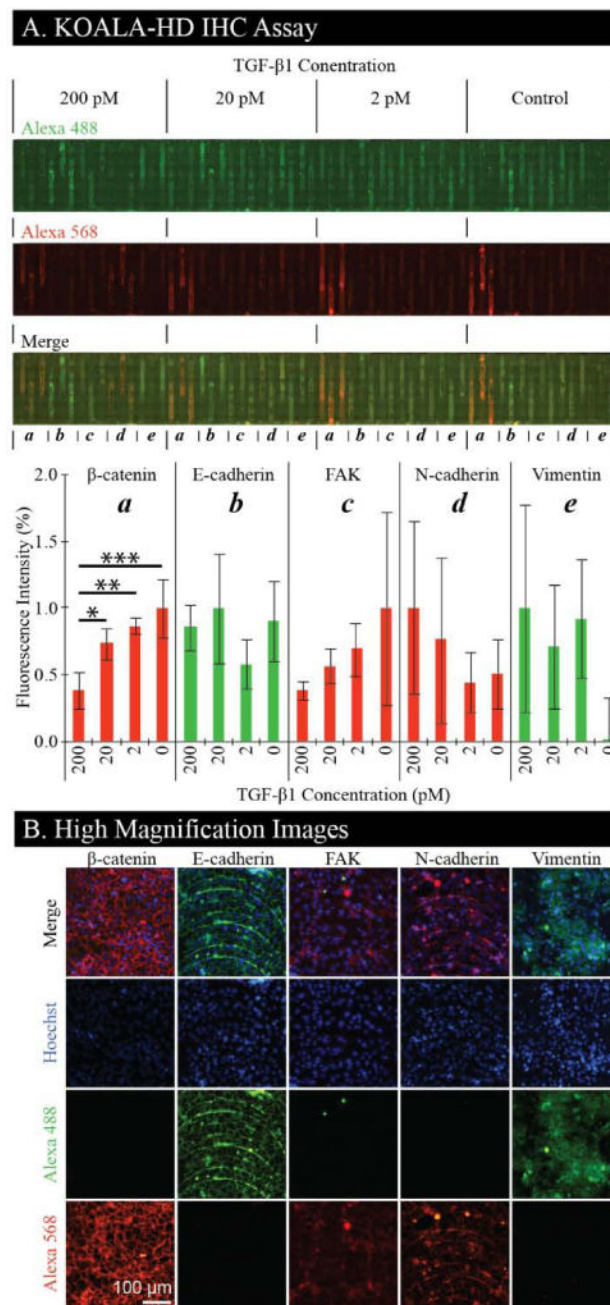 A. KOALA-HD IHC Assay
TGF-β1 Conentration
200 pM 20 pM 2 pM Control
Alexa 488
Alexa 568
Merge
a b c d e a b c d e a b c d e a b c d e
β-catenin E-cadherin FAK N-cadherin Vimentin
a b c d e
Fluorescence Intensity (%)
2.0
1.5
1.0
0.5
0.0
***
**
*
200 20 2 0 200 20 2 0 200 20 2 0 200 20 2 0 200 20 2 0
TGF-β1 Concentration (pM)
B. High Magnification Images
β-catenin E-cadherin FAK N-cadherin Vimentin
Merge
Hoechst
Alexa 488
Alexa 568
100 µm